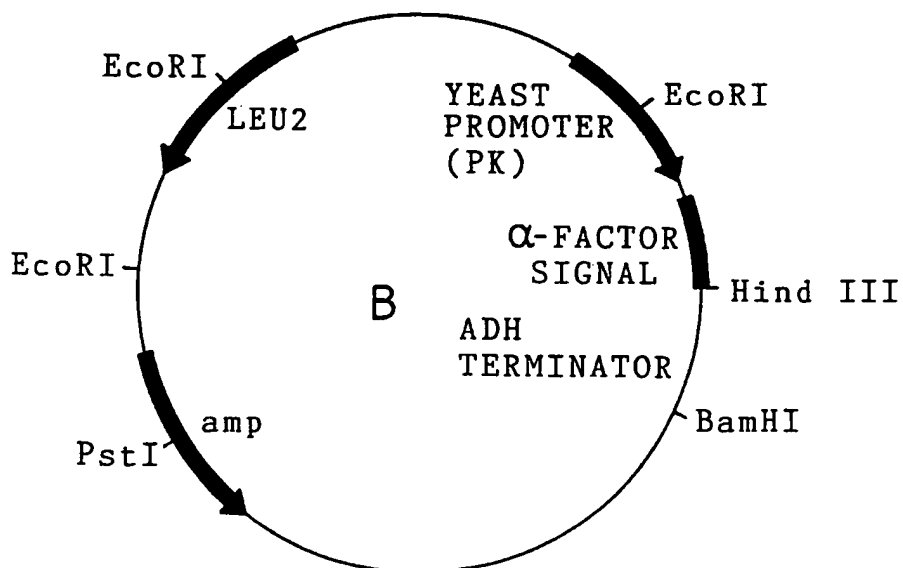 EcoRI
LEU2
YEAST
PROMOTER
(PK)
EcoRI
α-FACTOR
SIGNAL
EcoRI
B
Hind III
ADH
TERMINATOR
BamHI
amp
PstI